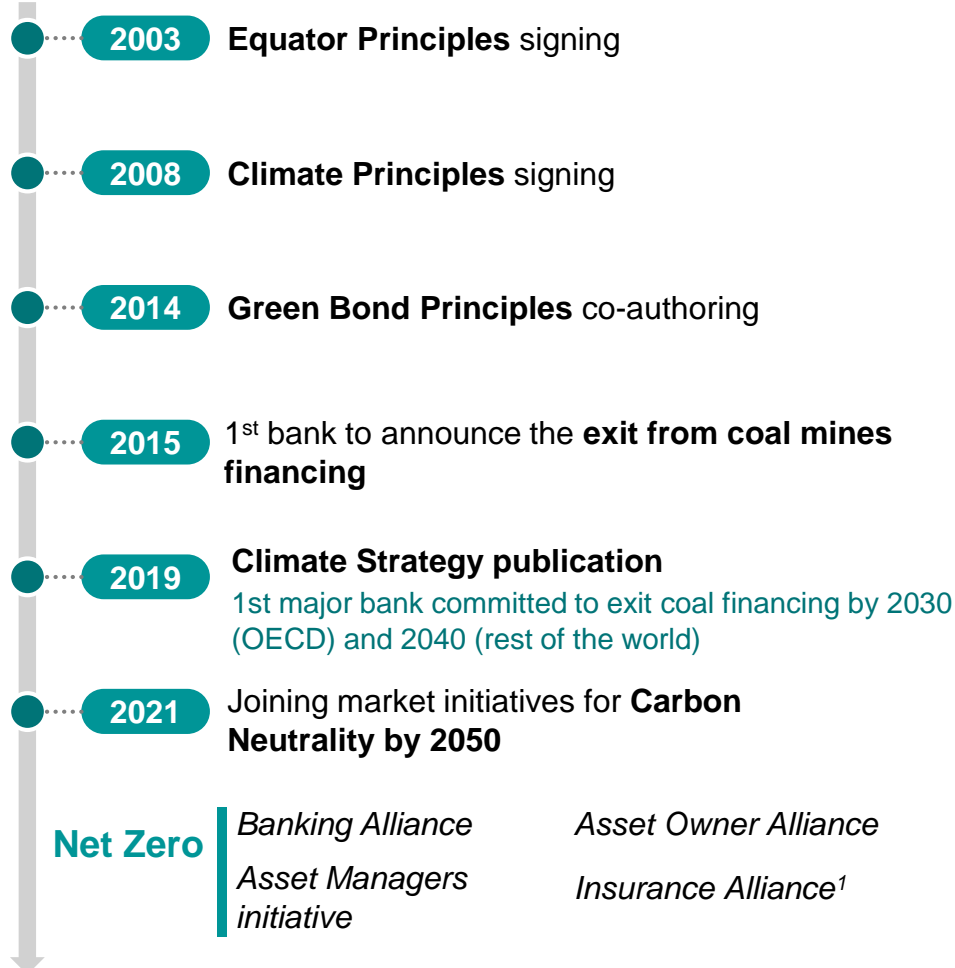 2003 Equator Principles signing
2008 Climate Principles signing
2014 Green Bond Principles co-authoring
2015 1st bank to announce the exit from coal mines
financing
2019 Climate Strategy publication
1st major bank committed to exit coal financing by 2030
(OECD) and 2040 (rest of the world)
2021 Joining market initiatives for Carbon
Neutrality by 2050
Net Zero
Banking Alliance
Asset Managers
initiative
Asset Owner Alliance
Insurance Alliance1